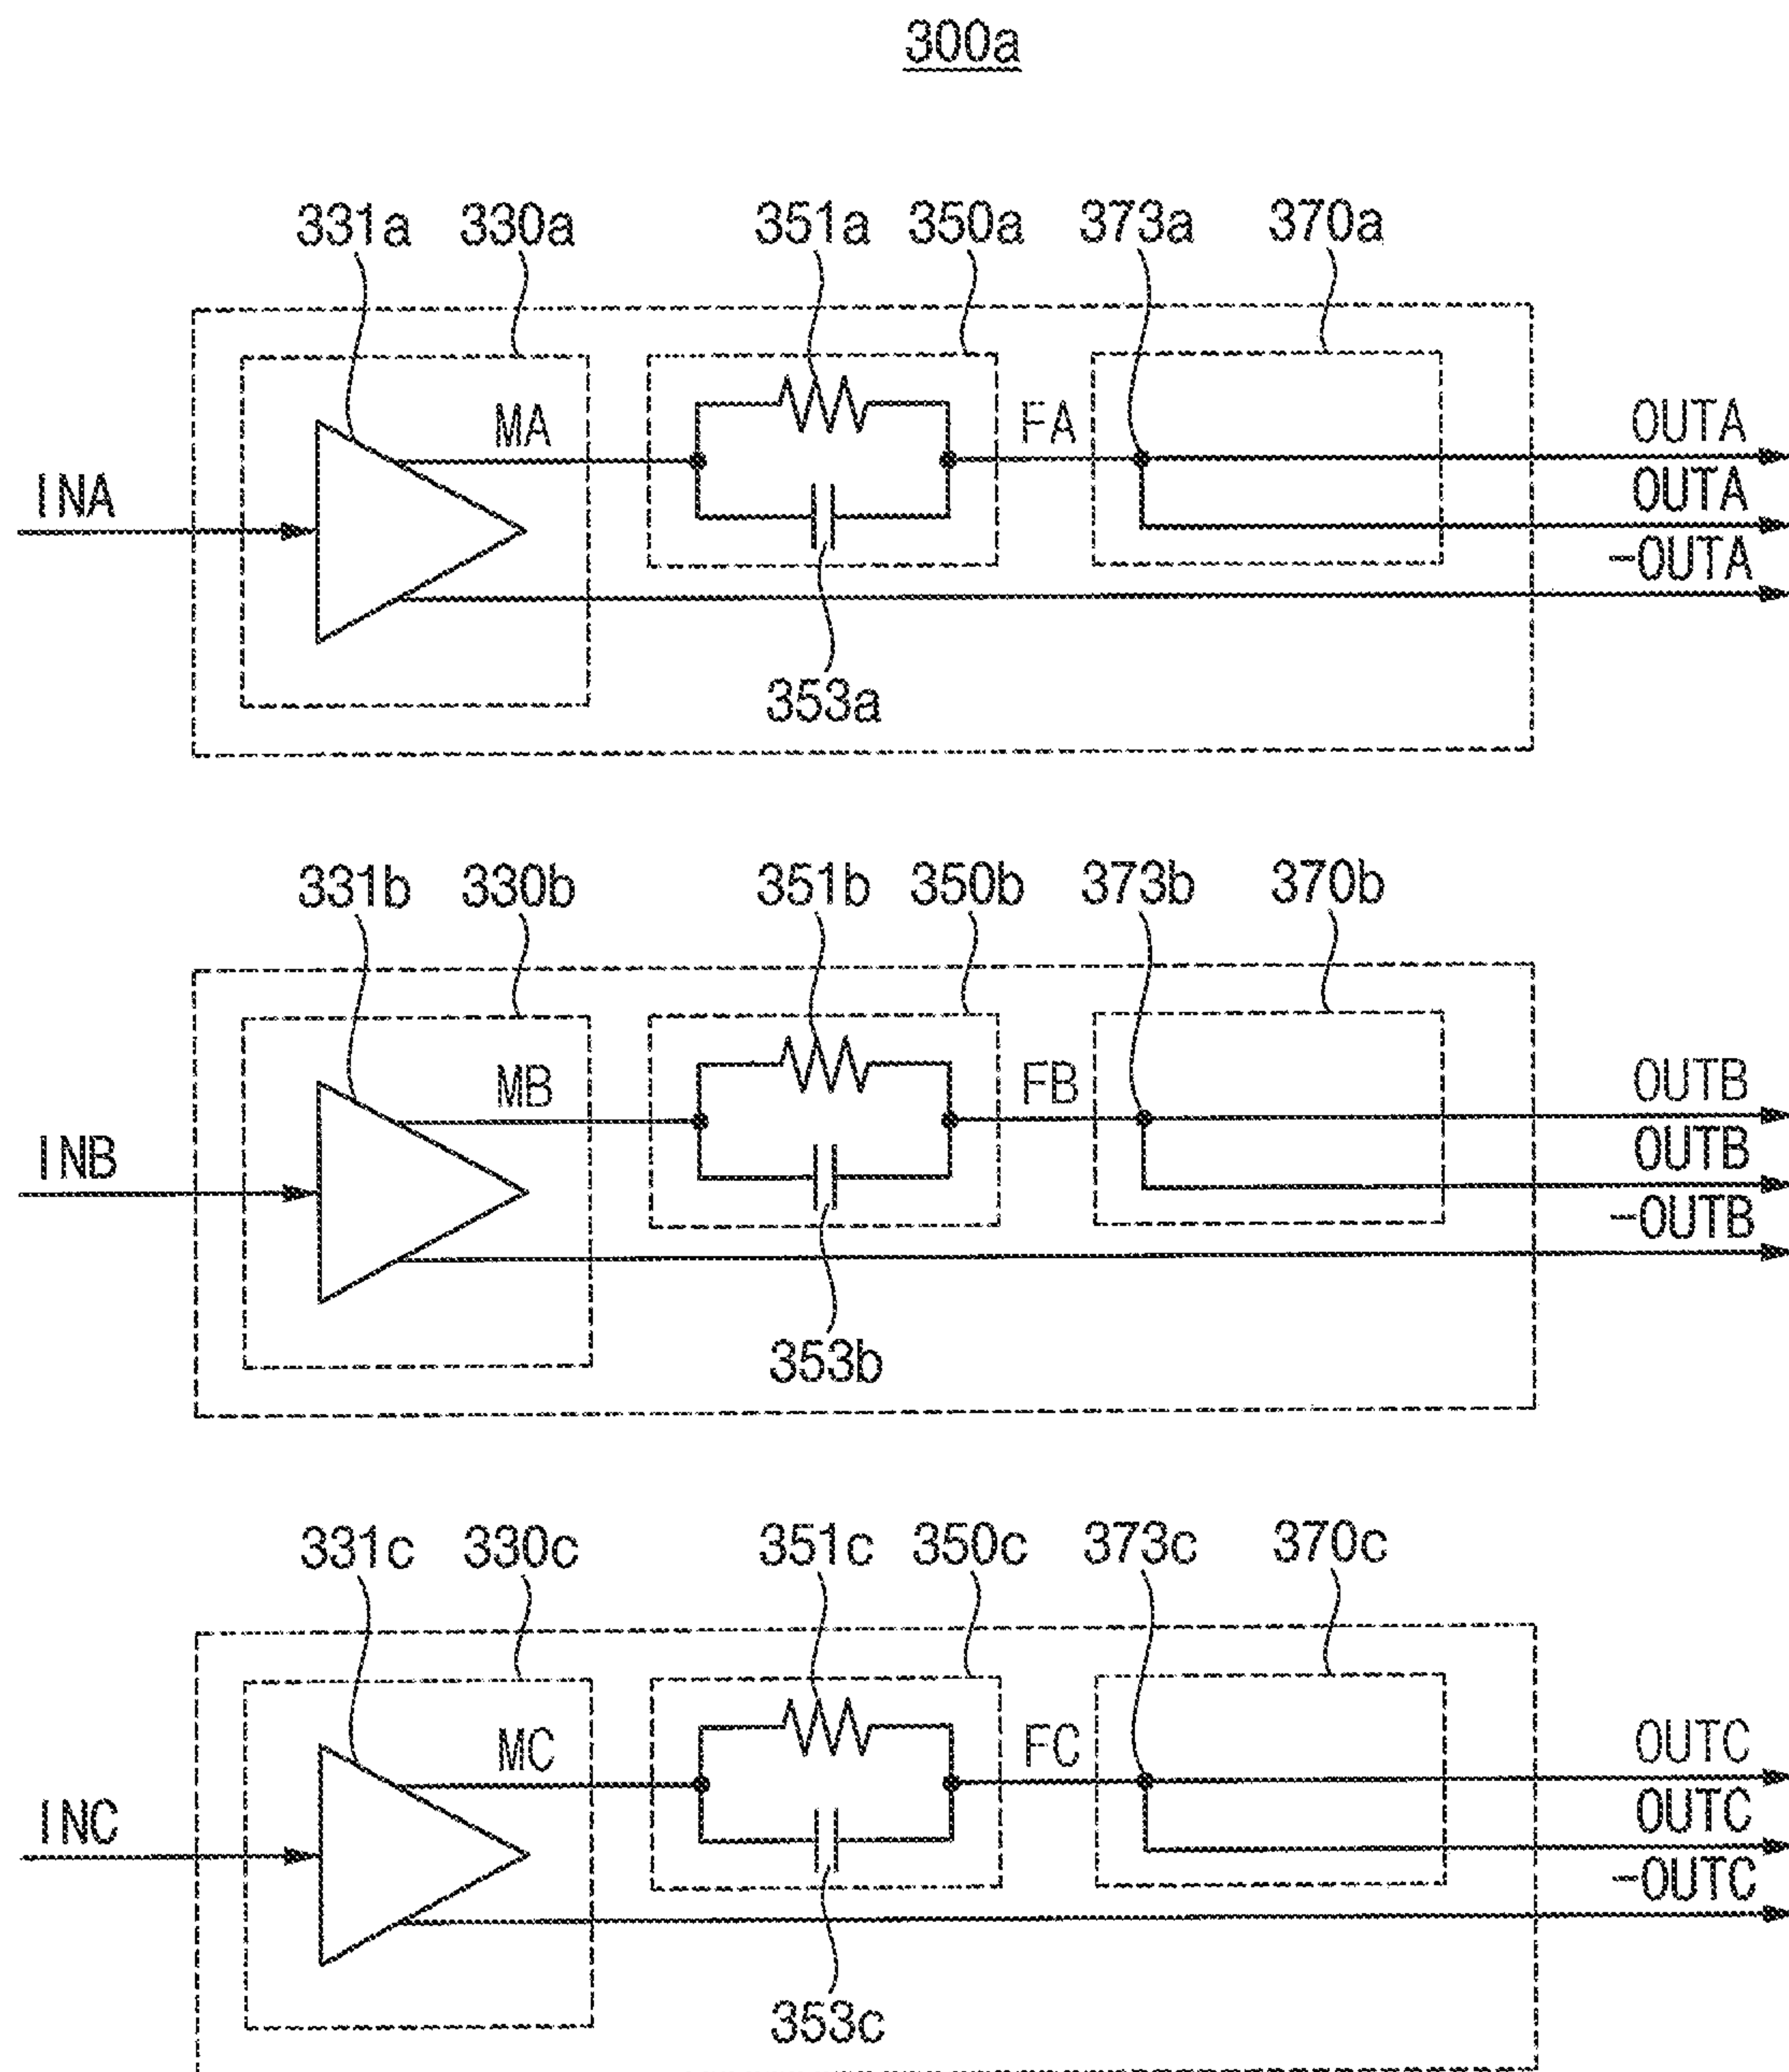 300a
331a 330a 351a 350a 373a 370a
MA FA OUTA
INA OUTA
-OUTA
353a
331b 330b 351b 350b 373b 370b
MB FB OUTB
INB OUTB
-OUTB
353b
331c 330c 351c 350c 373c 370c
MC FC OUTC
INC OUTC
-OUTC
353c